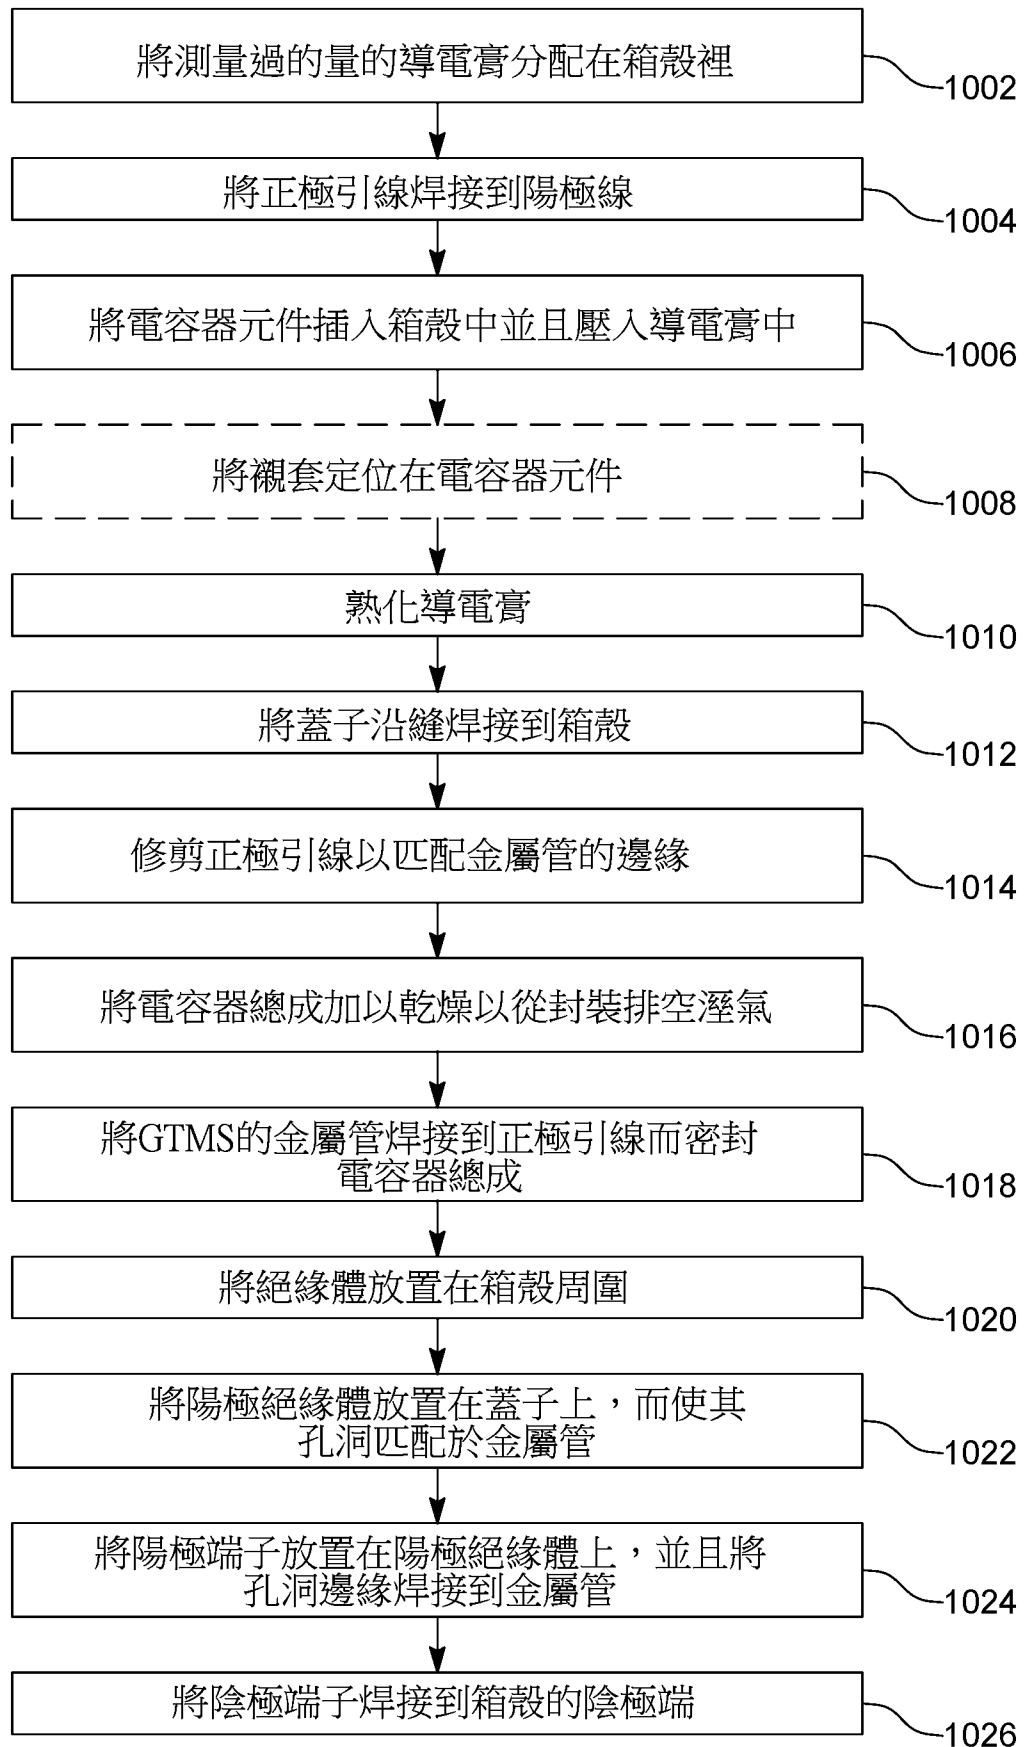 將測量過的量的導電膏分配在箱殼裡
1002
將正極引線焊接到陽極線
1004
將電容器元件插入箱殼中並且壓入導電膏中
1006
將襯套定位在電容器元件
1008
熟化導電膏
1010
將蓋子沿縫焊接到箱殼
1012
修剪正極引線以匹配金屬管的邊緣
1014
將電容器總成加以乾燥以從封裝排空溼氣
1016
將GTMS的金屬管焊接到正極引線而密封
電容器總成
1018
將絕緣體放置在箱殼周圍
1020
將陽極絕緣體放置在蓋子上，而使其
孔洞匹配於金屬管
1022
將陽極端子放置在陽極絕緣體上，並且將
孔洞邊緣焊接到金屬管
1024
將陰極端子焊接到箱殼的陰極端
1026